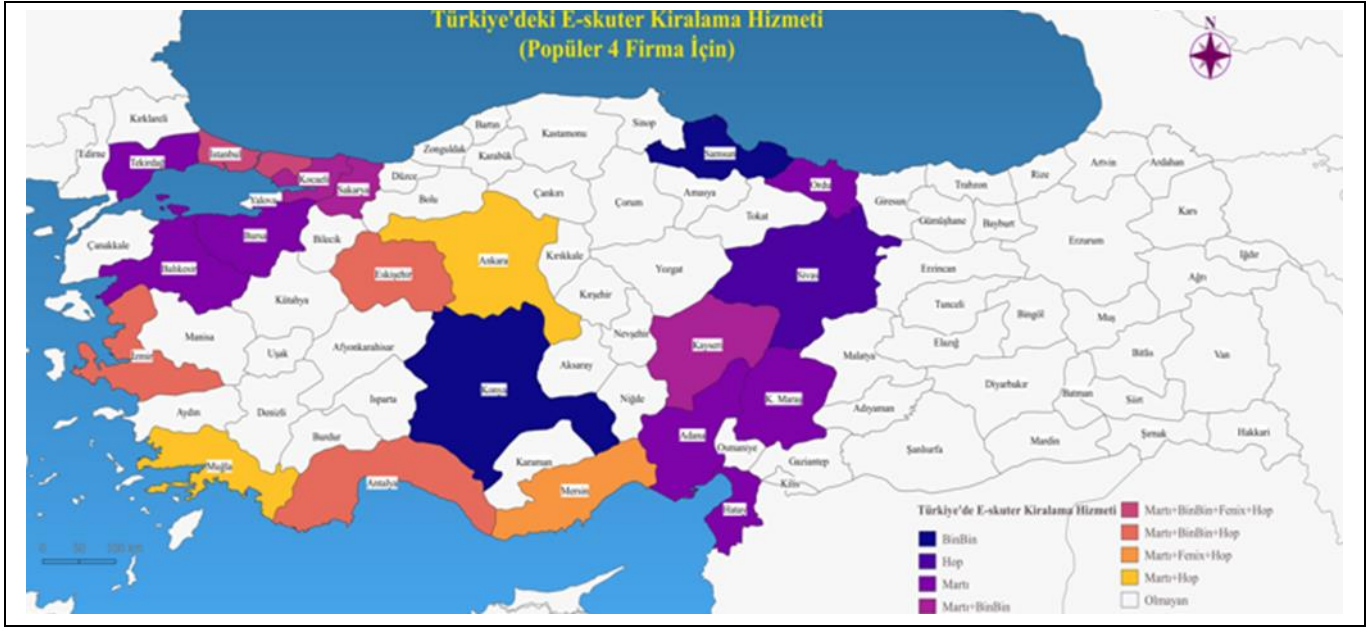 Türkiye'deki E-skuter Kiralama Hizmeti
(Popüler 4 Firma İçin)
N
Kırklareli
Edirne
Tekirdağ
İstanbul
Kocaeli
Sakarya
Yalova
Düzce
Bolu
Zonguldak
Bartın
Karabük
Kastamonu
Sinop
Samsun
Ordu
Çankırı
Çorum
Amasya
Tokat
Giresun
Trabzon
Rize
Artvin
Ardahan
Gümüşhane
Bayburt
Erzurum
Kars
Iğdır
Ağrı
Çanakkale
Balıkesir
Bursa
Bilecik
Eskişehir
Ankara
Kırıkkale
Yozgat
Sivas
Erzincan
Tunceli
Bingöl
Muş
Kütahya
Kırşehir
Nevşehir
Kayseri
Malatya
Elazığ
Bitlis
Van
Manisa
İzmir
Uşak
Afyonkarahisar
Aksaray
Konya
Niğde
K. Maraş
Adıyaman
Diyarbakır
Batman
Siirt
Aydın
Denizli
Isparta
Burdur
Muğla
Antalya
Karaman
Mersin
Adana
Osmaniye
Gaziantep
Kilis
Şanlıurfa
Mardin
Şırnak
Hakkari
Hatay
0 50 100 km
Türkiye'de E-skuter Kiralama Hizmeti
BinBin
Hop
Martı
Martı+BinBin
Martı+BinBin+Fenix+Hop
Martı+BinBin+Hop
Martı+Fenix+Hop
Martı+Hop
Olmayan